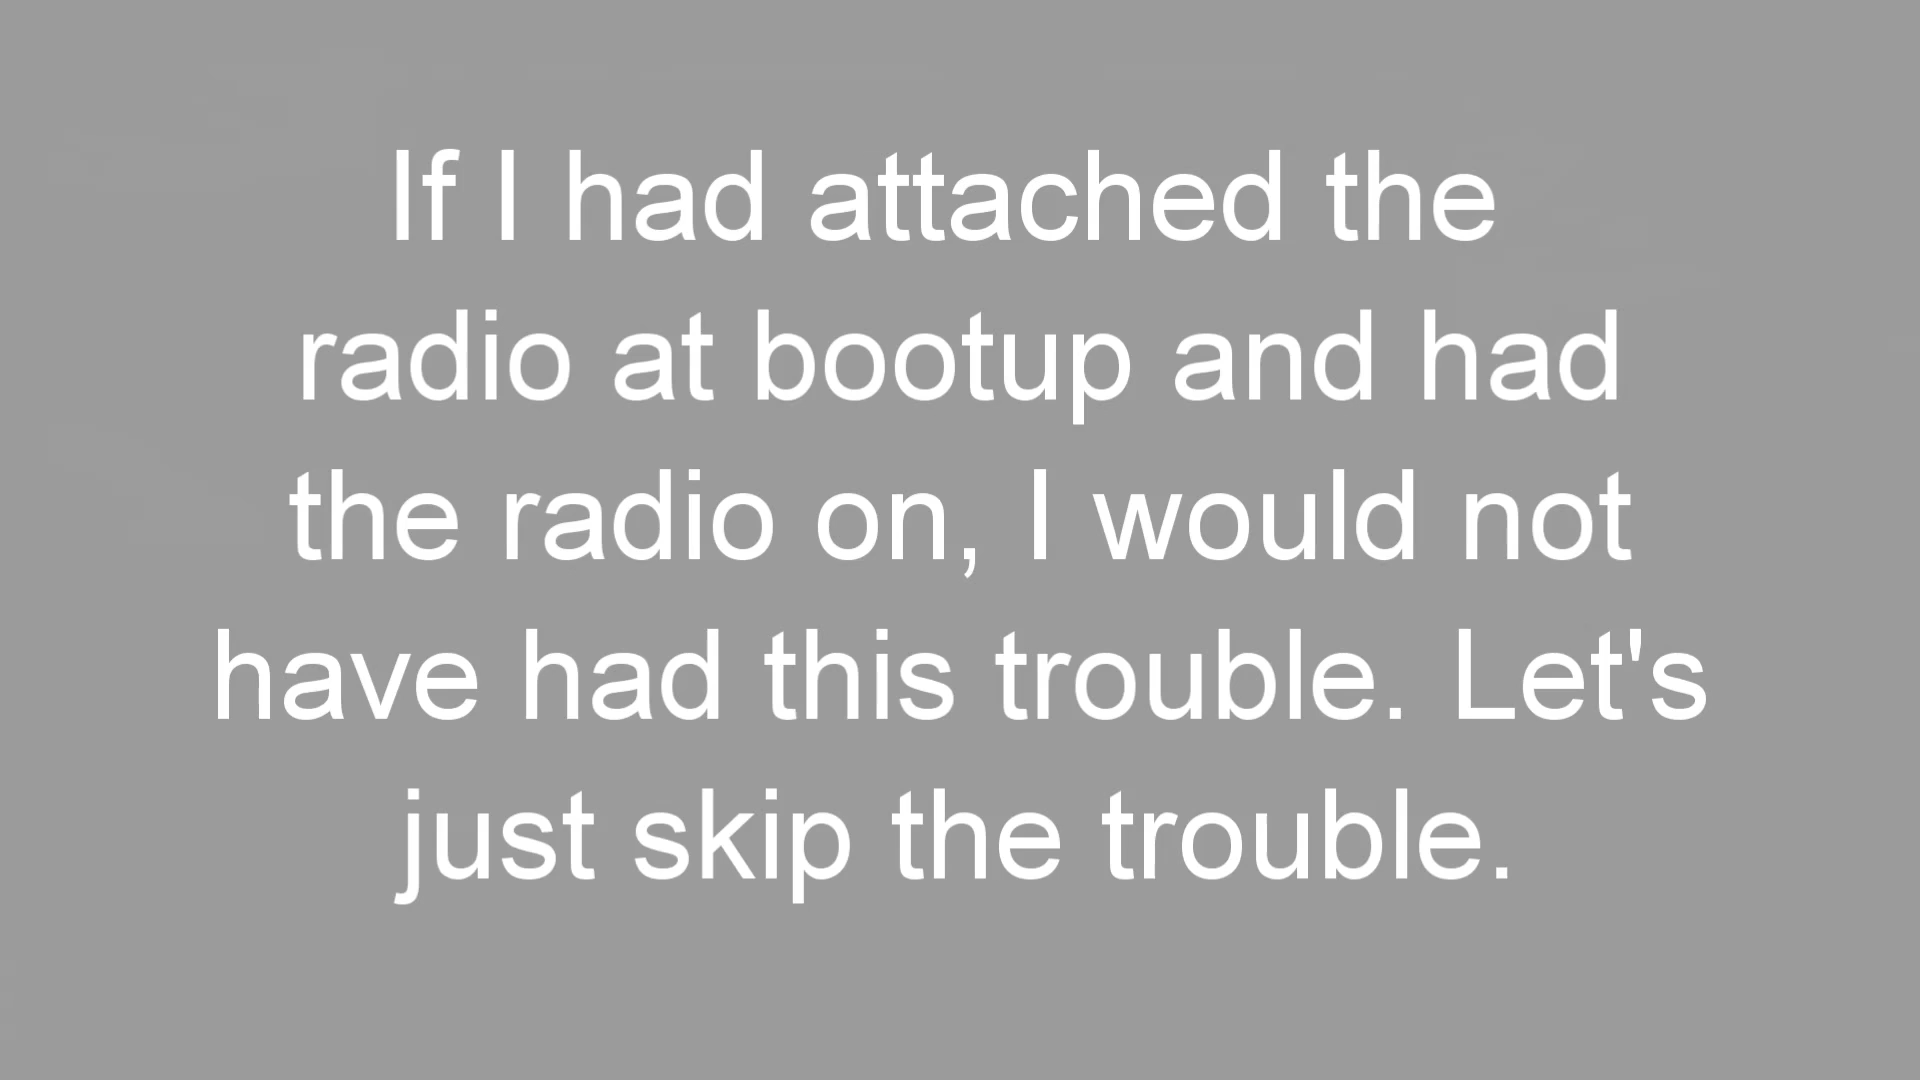 If I had attached the
radio at bootup and had
the radio on, I would not
have had this trouble. Let's
just skip the trouble.